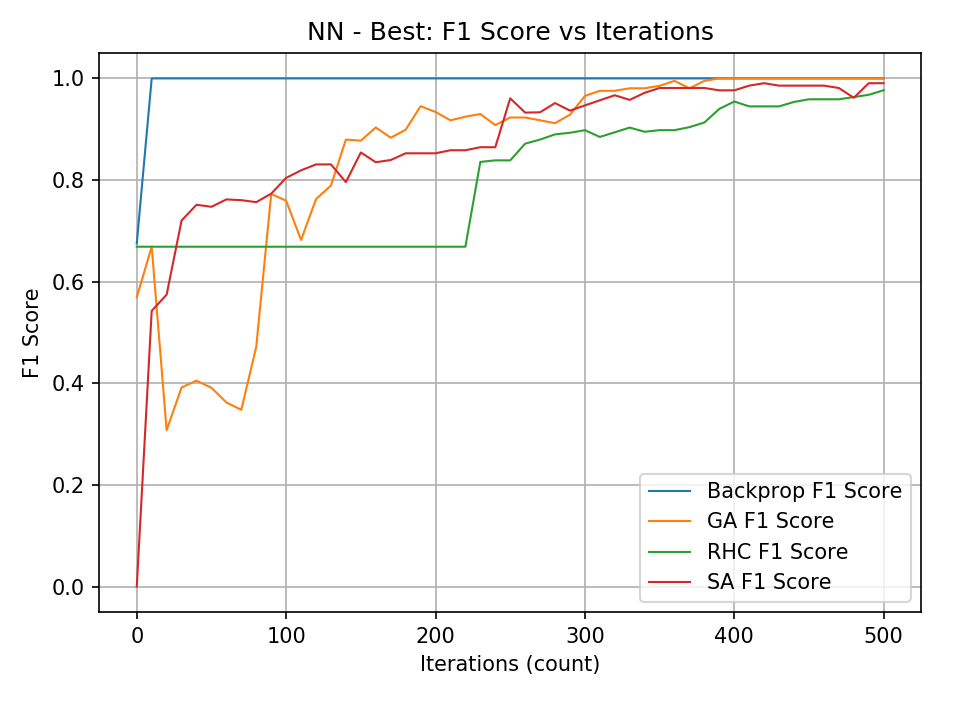 NN - Best: F1 Score vs Iterations
F1 Score
1.0
0.8
0.6
0.4
0.2
0.0
Backprop F1 Score
GA F1 Score
RHC F1 Score
SA F1 Score
0 100 200 300 400 500
Iterations (count)